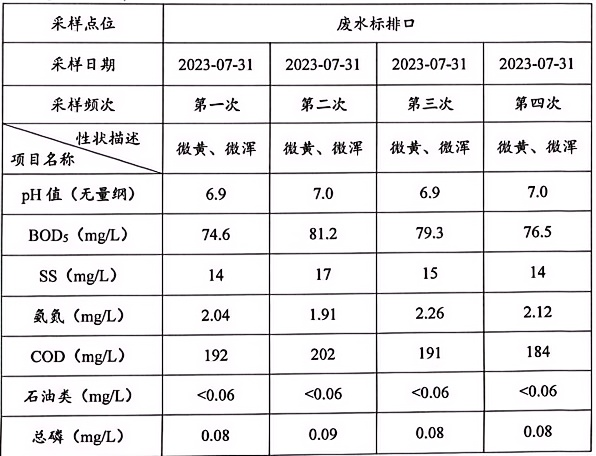 采样点位 废水标排口
采样日期 2023-07-31 2023-07-31 2023-07-31 2023-07-31
采样频次 第一次 第二次 第三次 第四次
性状描述
项目名称 微黄、微浑 微黄、微浑 微黄、微浑 微黄、微浑
pH值（无量纲） 6.9 7.0 6.9 7.0
BOD₅（mg/L） 74.6 81.2 79.3 76.5
SS（mg/L） 14 17 15 14
氨氮（mg/L） 2.04 1.91 2.26 2.12
COD（mg/L） 192 202 191 184
石油类（mg/L） <0.06 <0.06 <0.06 <0.06
总磷（mg/L） 0.08 0.09 0.08 0.08